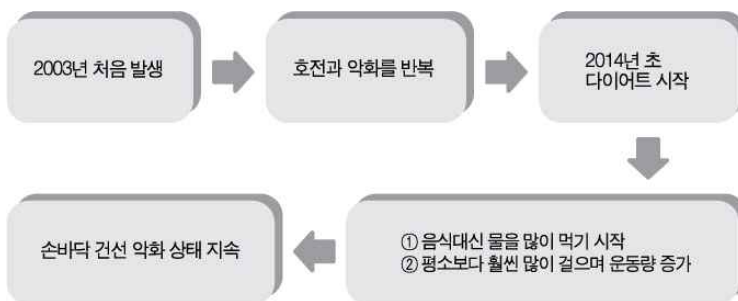 2003년 처음 발생
호전과 악화를 반복
2014년 초
다이어트 시작
① 음식대신 물을 많이 먹기 시작
② 평소보다 훨씬 많이 걸으며 운동량 증가
손바닥 건선 악화 상태 지속